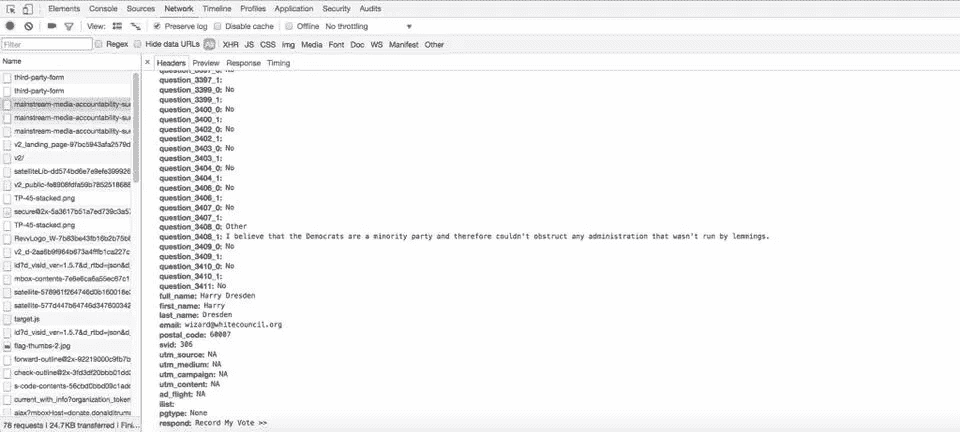 Elements Console Sources Network Timeline Profiles Application Security Audits
View: Preserve log Disable cache Offline No throttling
Filter Regex Hide data URLs All XHR JS CSS Img Media Font Doc WS Manifest Other
Name
Headers Preview Response Timing
third-party-form
third-party-form
mainstream-media-accountability-su
mainstream-media-accountability-su
mainstream-media-accountability-su
v2_landing_page-97bc5943afa2579d
v2/
satelliteLib-dd574bd6e7e9efe399926
v2_public-fe8908fdfa59b7852518688
TP-45-stacked.png
secure@2x-5a3617b51a7ed739c3a57
TP-45-stacked.png
RevvLogo_W-7b83be43fb16b2b75b8
v2_id-2aa6b9f964b673a4fffb1ca227c
id?d_visid_ver=1.5.7&d_rtbd=json&d_
mbox-contents-7e6e6ca6a55ec67c1
satellite-578961f264746d0b160018e3
satellite-577d447b64746d347600342
target.js
id?d_visid_ver=1.5.7&d_rtbd=json&d_
flag-thumbs-2.jpg
forward-outline@2x-92219000c9fb7b
check-outline@2x-3fd3df20bbb01dd2
s-code-contents-56cbd0bbd09c1add
current_with_info?organization_token
ajax?mboxHost=donate.donaldjtrump
78 requests | 24.7KB transferred | Fini…
question_3397_0: No
question_3397_1:
question_3399_0: No
question_3399_1:
question_3400_0: No
question_3400_1:
question_3402_0: No
question_3402_1:
question_3403_0: No
question_3403_1:
question_3404_0: No
question_3404_1:
question_3406_0: No
question_3406_1:
question_3407_0: No
question_3407_1:
question_3408_0: Other
question_3408_1: I believe that the Democrats are a minority party and therefore couldn't obstruct any administration that wasn't run by lemmings.
question_3409_0: No
question_3409_1:
question_3410_0: No
question_3410_1:
question_3411: No
full_name: Harry Dresden
first_name: Harry
last_name: Dresden
email: wizard@whitecouncil.org
postal_code: 60007
svid: 306
utm_source: NA
utm_medium: NA
utm_campaign: NA
utm_content: NA
ad_flight: NA
ilist:
pgtype: None
respond: Record My Vote >>